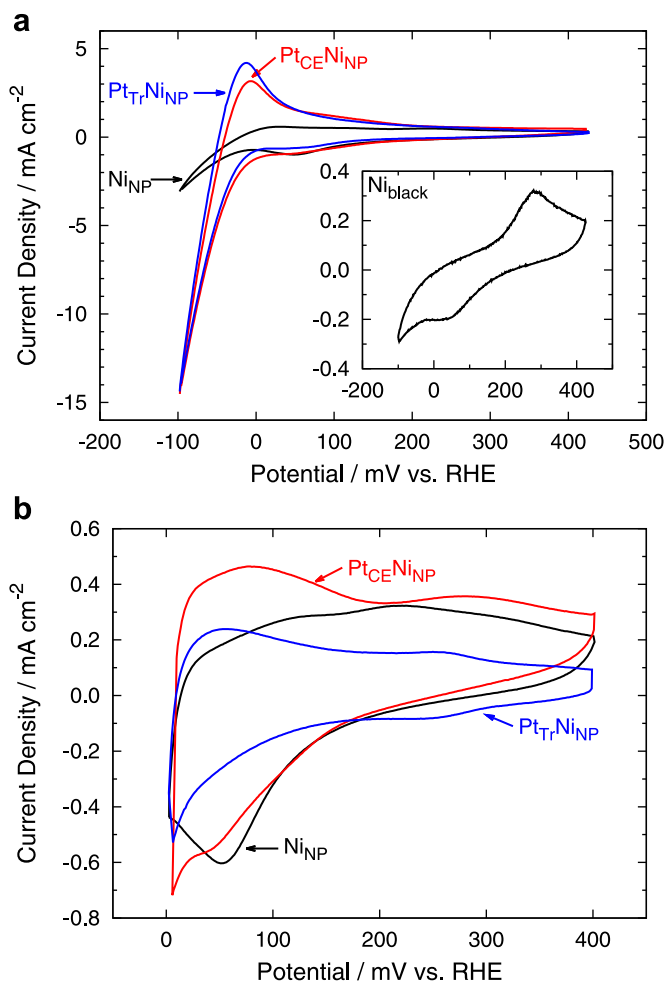 a
5
0
-5
-10
-15
Current Density / mA cm⁻²
Pt_CE Ni_NP
Pt_Tr Ni_NP
Ni_NP
Ni_black
0.4
0.2
0.0
-0.2
-0.4
-200 0 200 400
-200 -100 0 100 200 300 400 500
Potential / mV vs. RHE
b
0.6
0.4
0.2
0.0
-0.2
-0.4
-0.6
-0.8
Current Density / mA cm⁻²
Pt_CE Ni_NP
Pt_Tr Ni_NP
Ni_NP
0 100 200 300 400
Potential / mV vs. RHE